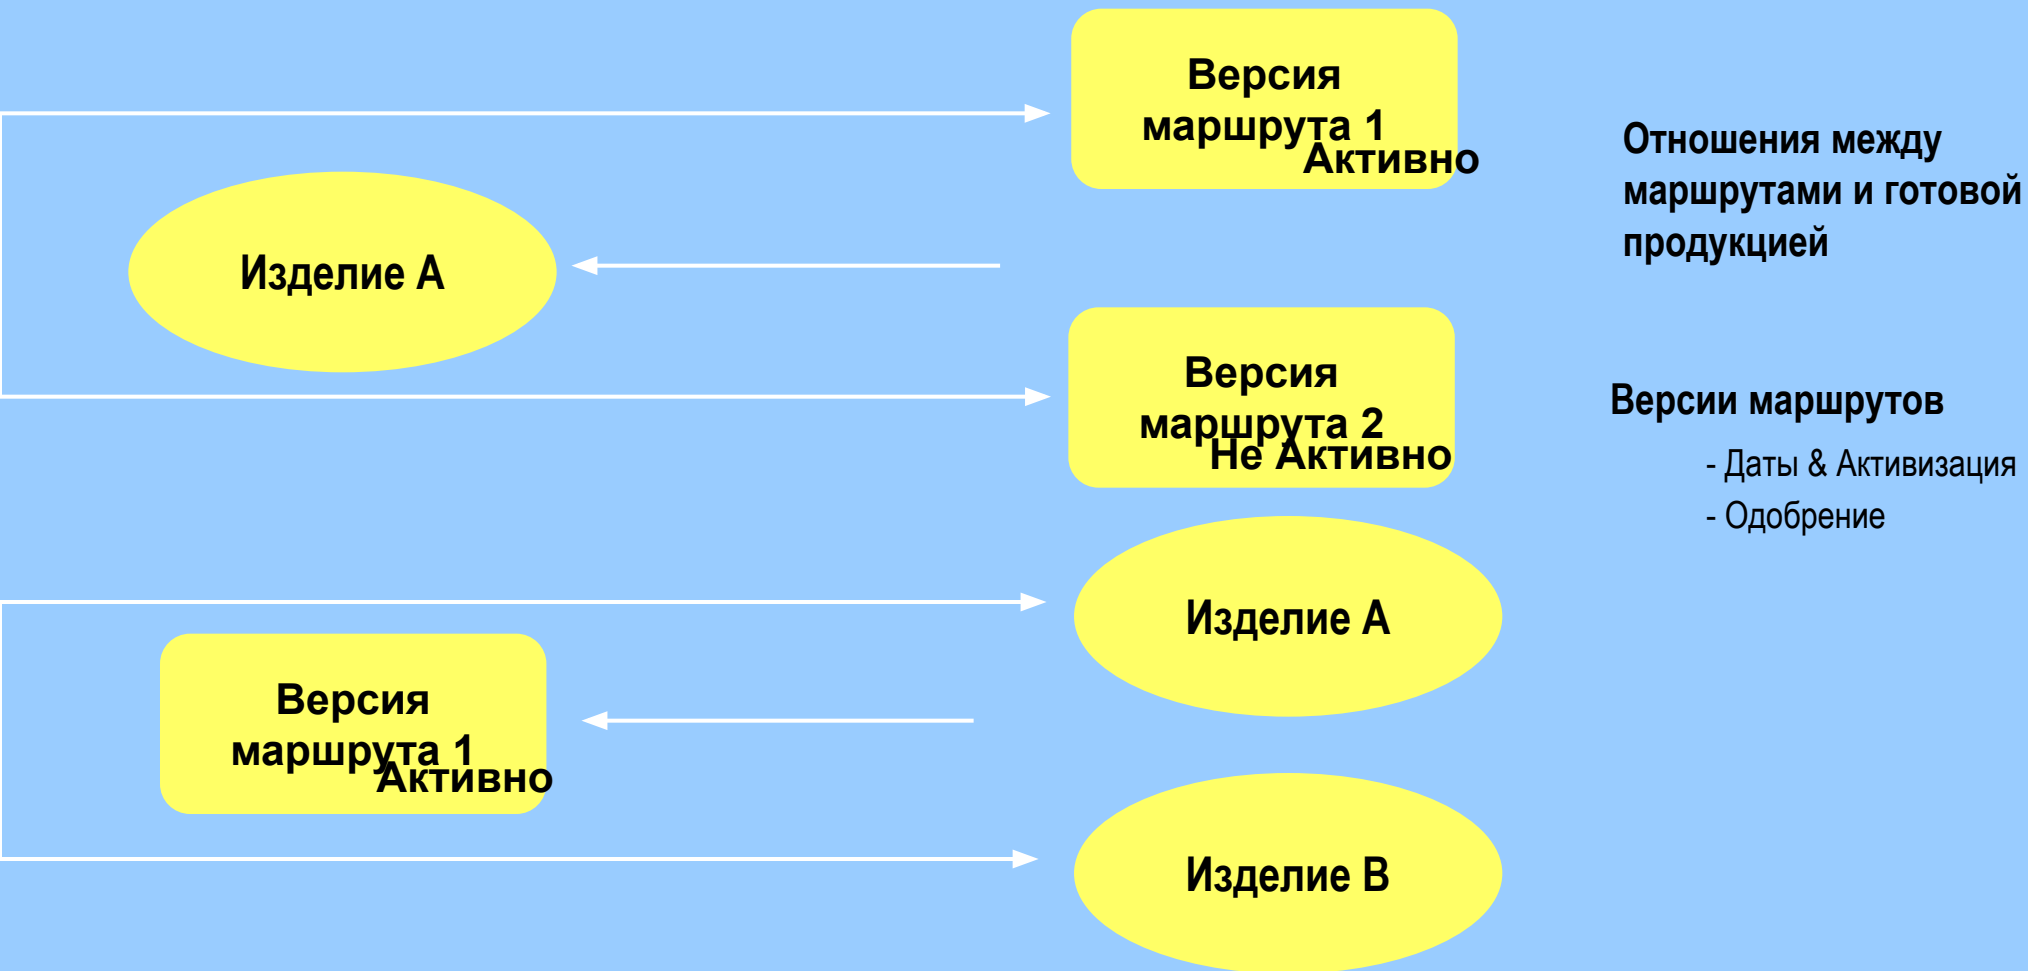 Версия
маршрута 1
Активно
Отношения между
маршрутами и готовой
продукцией
Изделие А
Версия
маршрута 2
Не Активно
Версии маршрутов
- Даты & Активизация
- Одобрение
Изделие А
Версия
маршрута 1
Активно
Изделие В